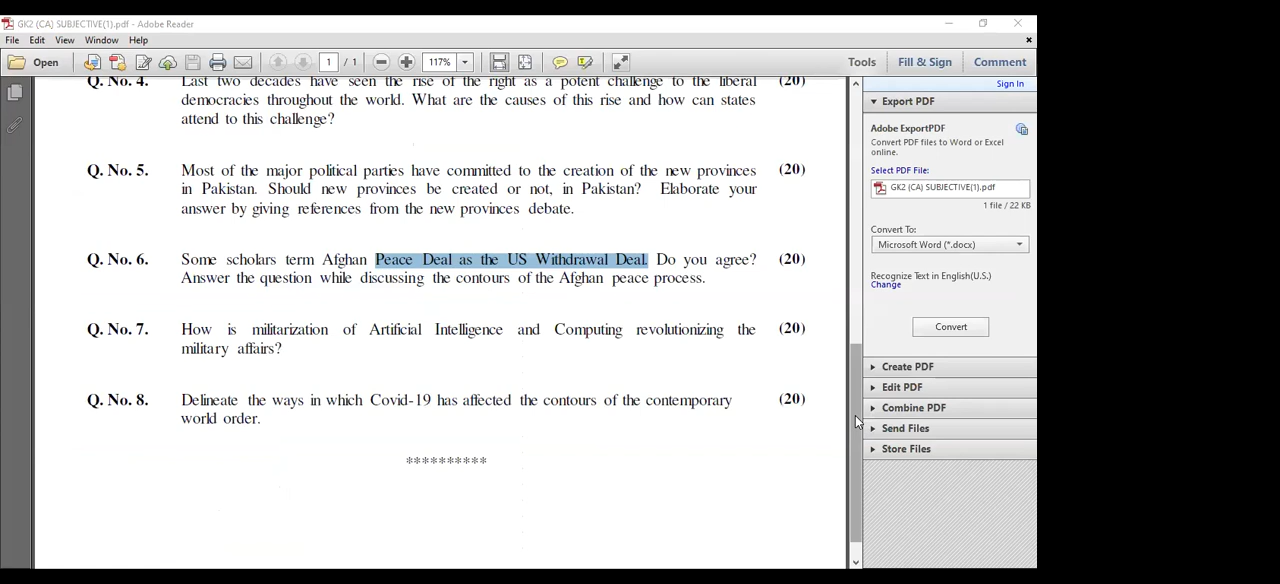 GK2 (CA) SUBJECTIVE(1).pdf - Adobe Reader
File Edit View Window Help
Open 1 / 1 117% Tools Fill & Sign Comment
Sign In
Q. No. 4. Last two decades have seen the rise of the right as a potent challenge to the liberal (20)
democracies throughout the world. What are the causes of this rise and how can states
attend to this challenge?
Q. No. 5. Most of the major political parties have committed to the creation of the new provinces (20)
in Pakistan. Should new provinces be created or not, in Pakistan? Elaborate your
answer by giving references from the new provinces debate.
Q. No. 6. Some scholars term Afghan Peace Deal as the US Withdrawal Deal. Do you agree? (20)
Answer the question while discussing the contours of the Afghan peace process.
Q. No. 7. How is militarization of Artificial Intelligence and Computing revolutionizing the (20)
military affairs?
Q. No. 8. Delineate the ways in which Covid-19 has affected the contours of the contemporary (20)
world order.
**********
Export PDF
Adobe ExportPDF
Convert PDF files to Word or Excel
online.
Select PDF File:
GK2 (CA) SUBJECTIVE(1).pdf
1 file / 22 KB
Convert To:
Microsoft Word (*.docx)
Recognize Text in English(U.S.)
Change
Convert
Create PDF
Edit PDF
Combine PDF
Send Files
Store Files